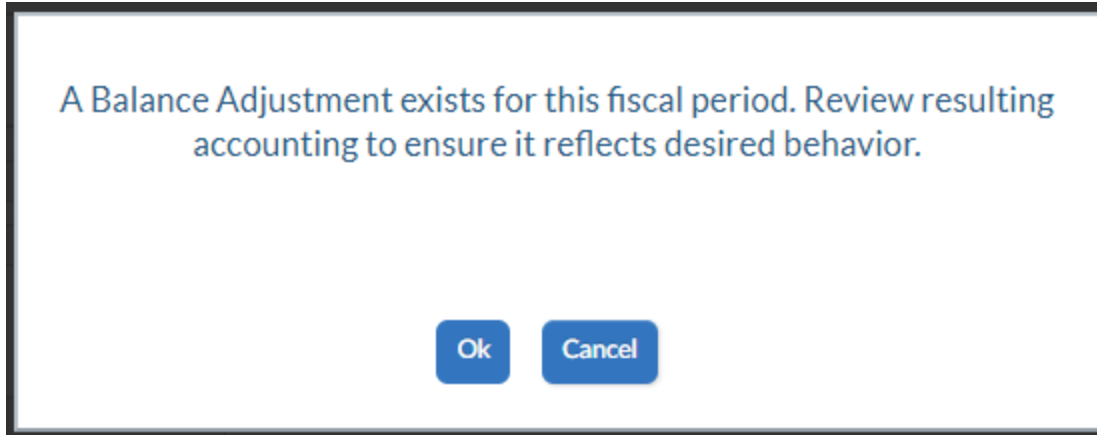 A Balance Adjustment exists for this fiscal period. Review resulting
accounting to ensure it reflects desired behavior.
Ok
Cancel